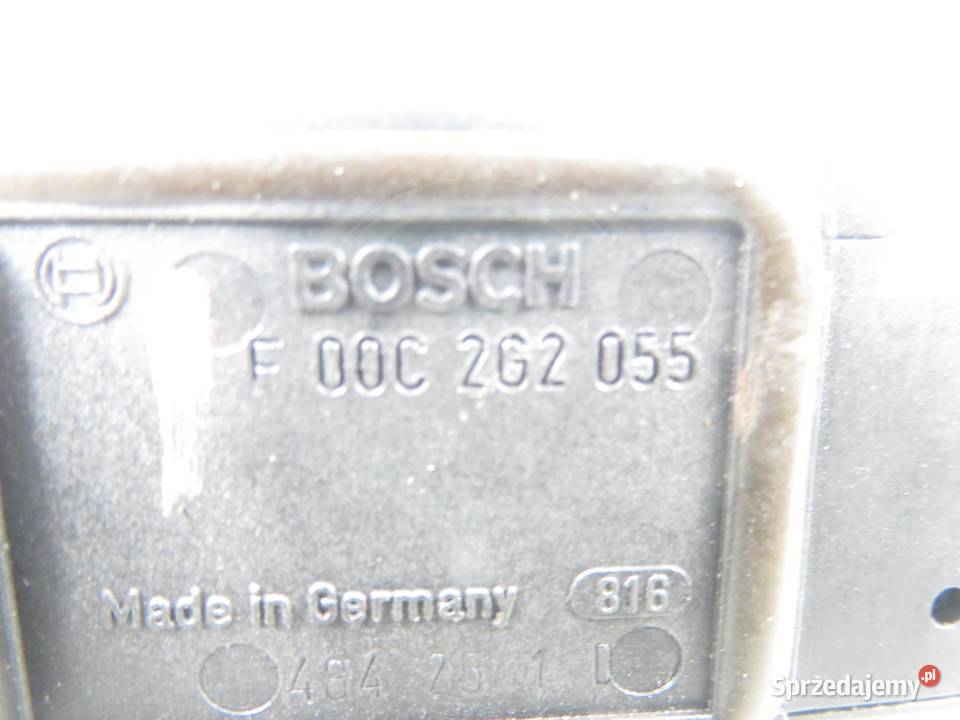 BOSCH
F 00C 2G2 055
Made in Germany 816
Sprzedajemy.pl